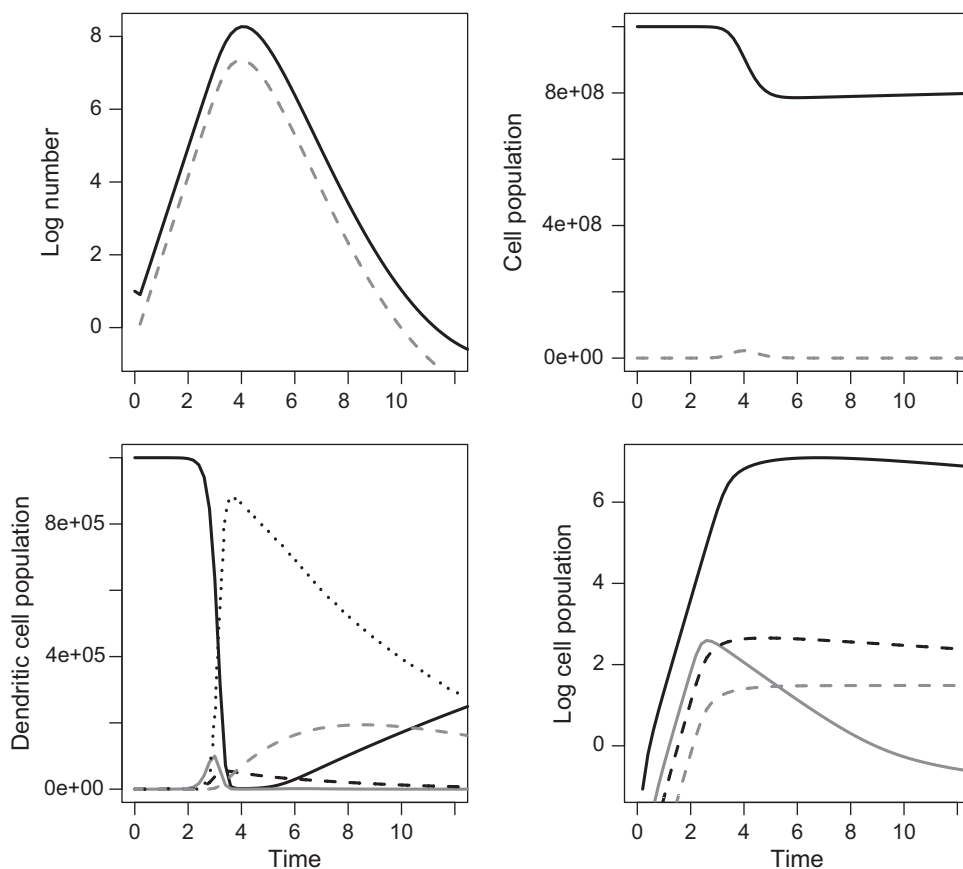 Log number
8
6
4
2
0
0 2 4 6 8 10
Cell population
8e+08
4e+08
0e+00
0 2 4 6 8 10
Dendritic cell population
8e+05
4e+05
0e+00
0 2 4 6 8 10
Time
Log cell population
6
4
2
0
0 2 4 6 8 10
Time